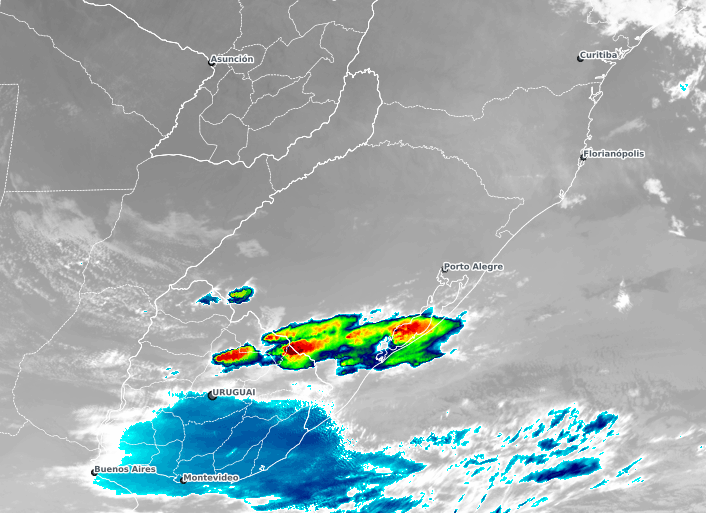 Asunción
Curitiba
Florianópolis
Porto Alegre
URUGUAI
Buenos Aires
Montevideo